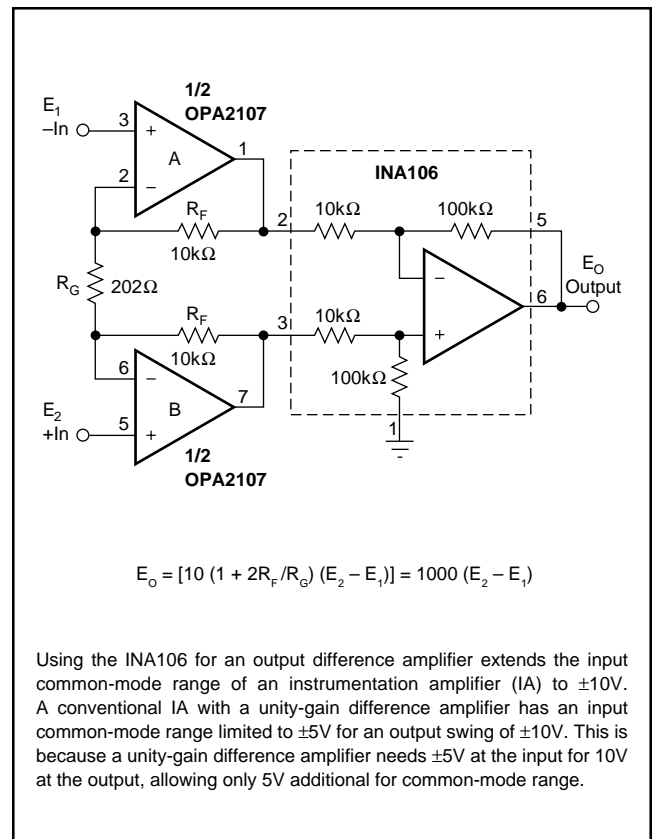 1/2
OPA2107
E1
–In
3
+
A
1
2
–
INA106
RF
10kΩ
2
10kΩ
100kΩ
5
RG
202Ω
–
+
6
EO
Output
RF
10kΩ
3
10kΩ
100kΩ
6
–
B
7
E2
+In
5
+
1
1/2
OPA2107
EO = [10 (1 + 2RF/RG) (E2 – E1)] = 1000 (E2 – E1)
Using the INA106 for an output difference amplifier extends the input
common-mode range of an instrumentation amplifier (IA) to ±10V.
A conventional IA with a unity-gain difference amplifier has an input
common-mode range limited to ±5V for an output swing of ±10V. This is
because a unity-gain difference amplifier needs ±5V at the input for 10V
at the output, allowing only 5V additional for common-mode range.